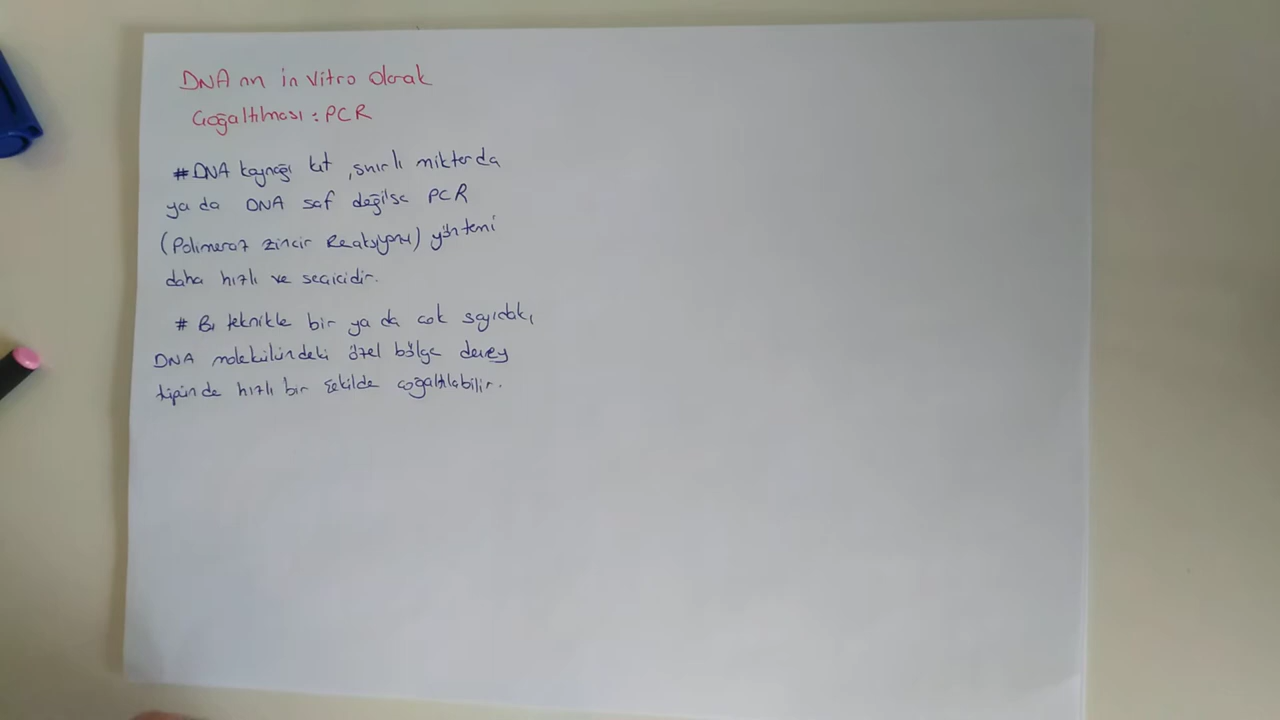 DNA nın in vitro olarak
Çoğaltılması : PCR
# DNA kaynağı kıt , sınırlı miktarda
ya da DNA saf değilse PCR
(Polimeraz zincir Reaksiyonu) yöntemi
daha hızlı ve seçicidir.
# Bu teknikle bir ya da çok sayıdaki
DNA molekülündeki özel bölge deney
tüpünde hızlı bir şekilde çoğaltılabilir.